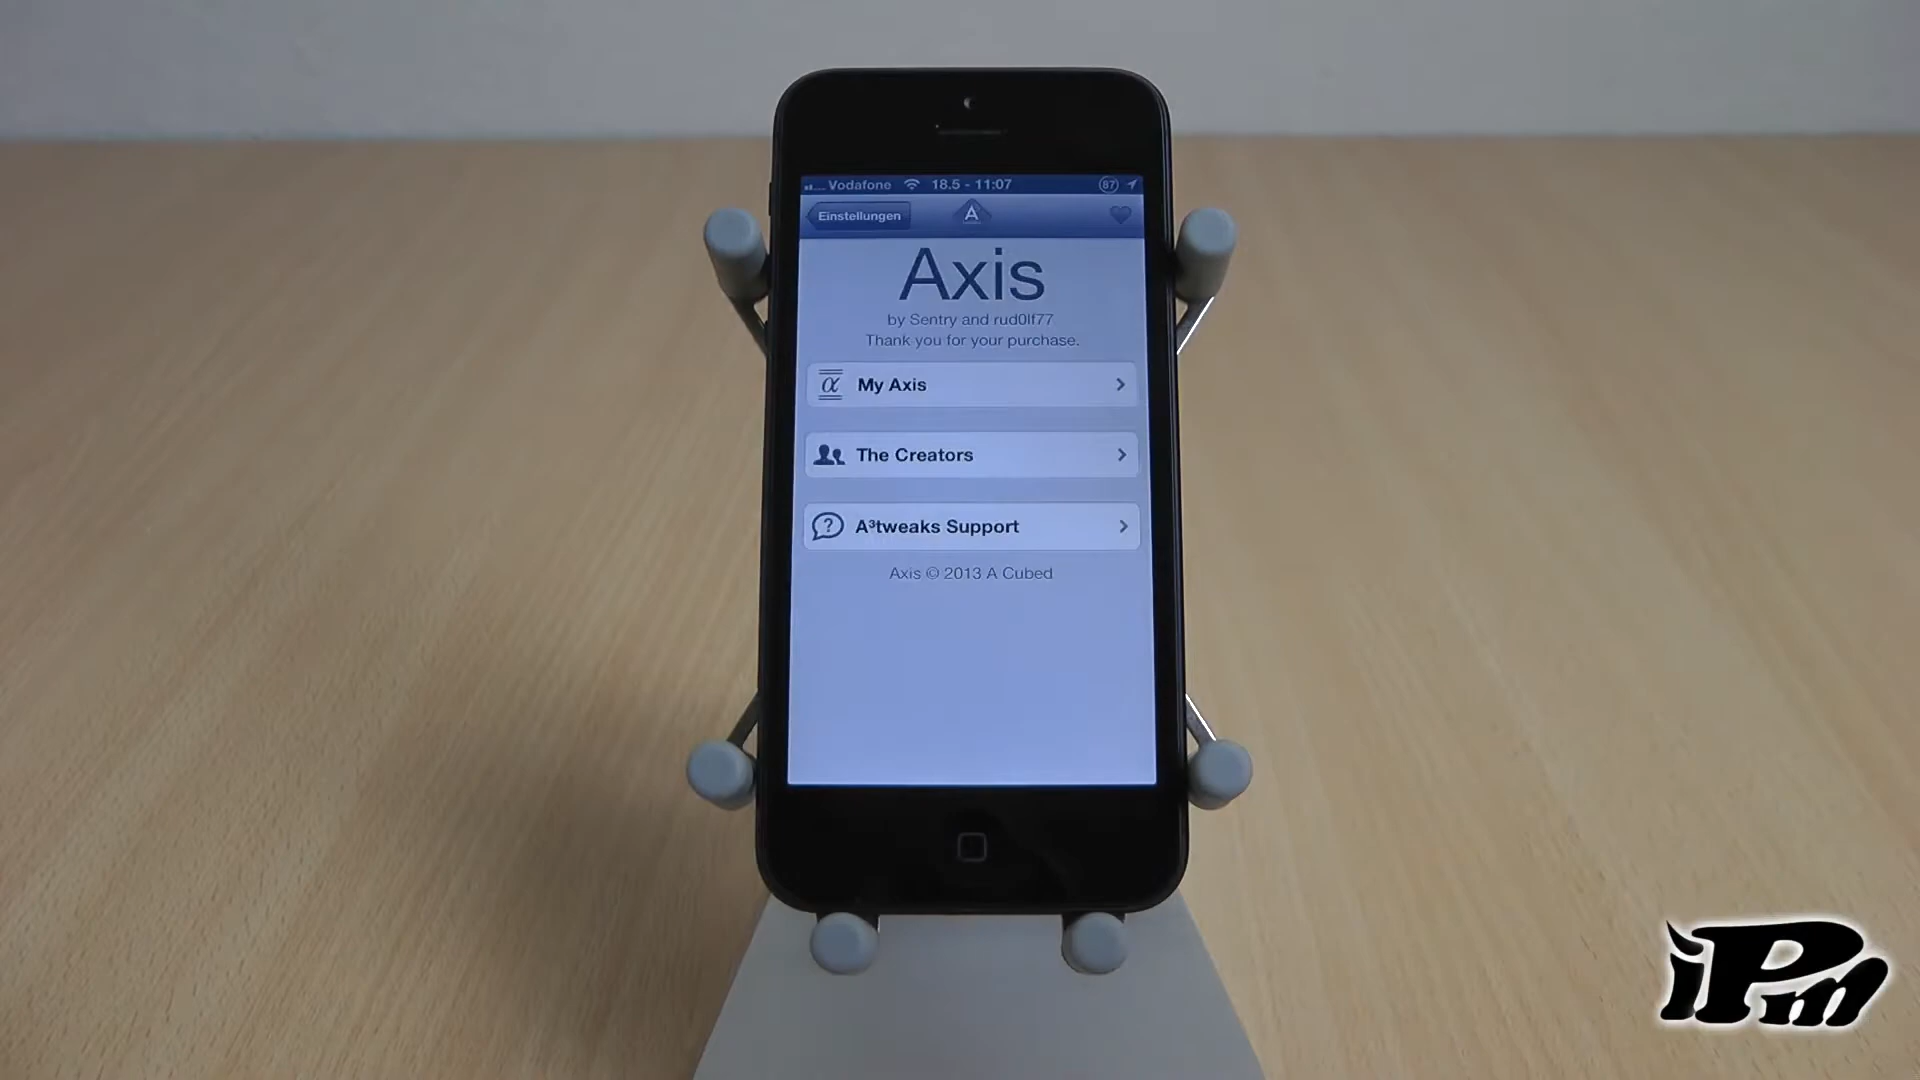 Vodafone 18.5 - 11:07 87
Einstellungen A
Axis
by Sentry and rud0lf77
Thank you for your purchase.
α My Axis
The Creators
? A³tweaks Support
Axis © 2013 A Cubed
iPm